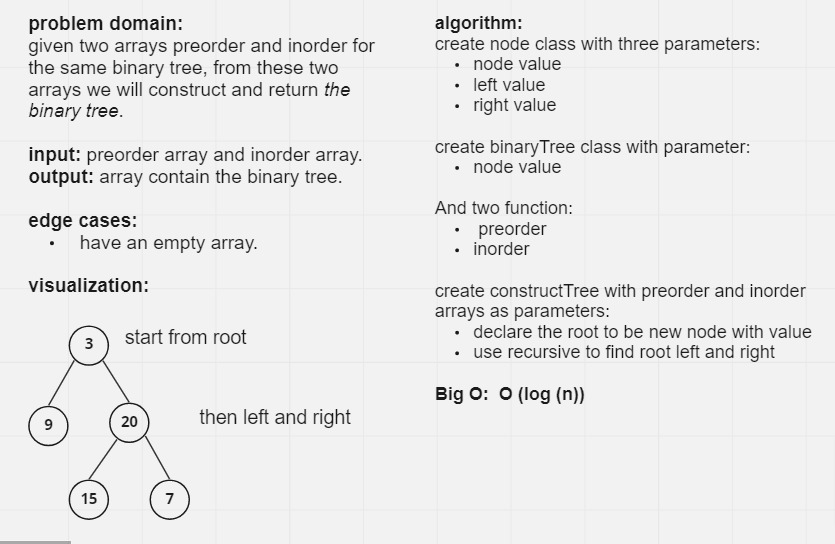 problem domain:
given two arrays preorder and inorder for
the same binary tree, from these two
arrays we will construct and return the
binary tree.
input: preorder array and inorder array.
output: array contain the binary tree.
edge cases:
• have an empty array.
visualization:
3
start from root
9
20
then left and right
15
7
algorithm:
create node class with three parameters:
• node value
• left value
• right value
create binaryTree class with parameter:
• node value
And two function:
• preorder
• inorder
create constructTree with preorder and inorder
arrays as parameters:
• declare the root to be new node with value
• use recursive to find root left and right
Big O: O (log (n))